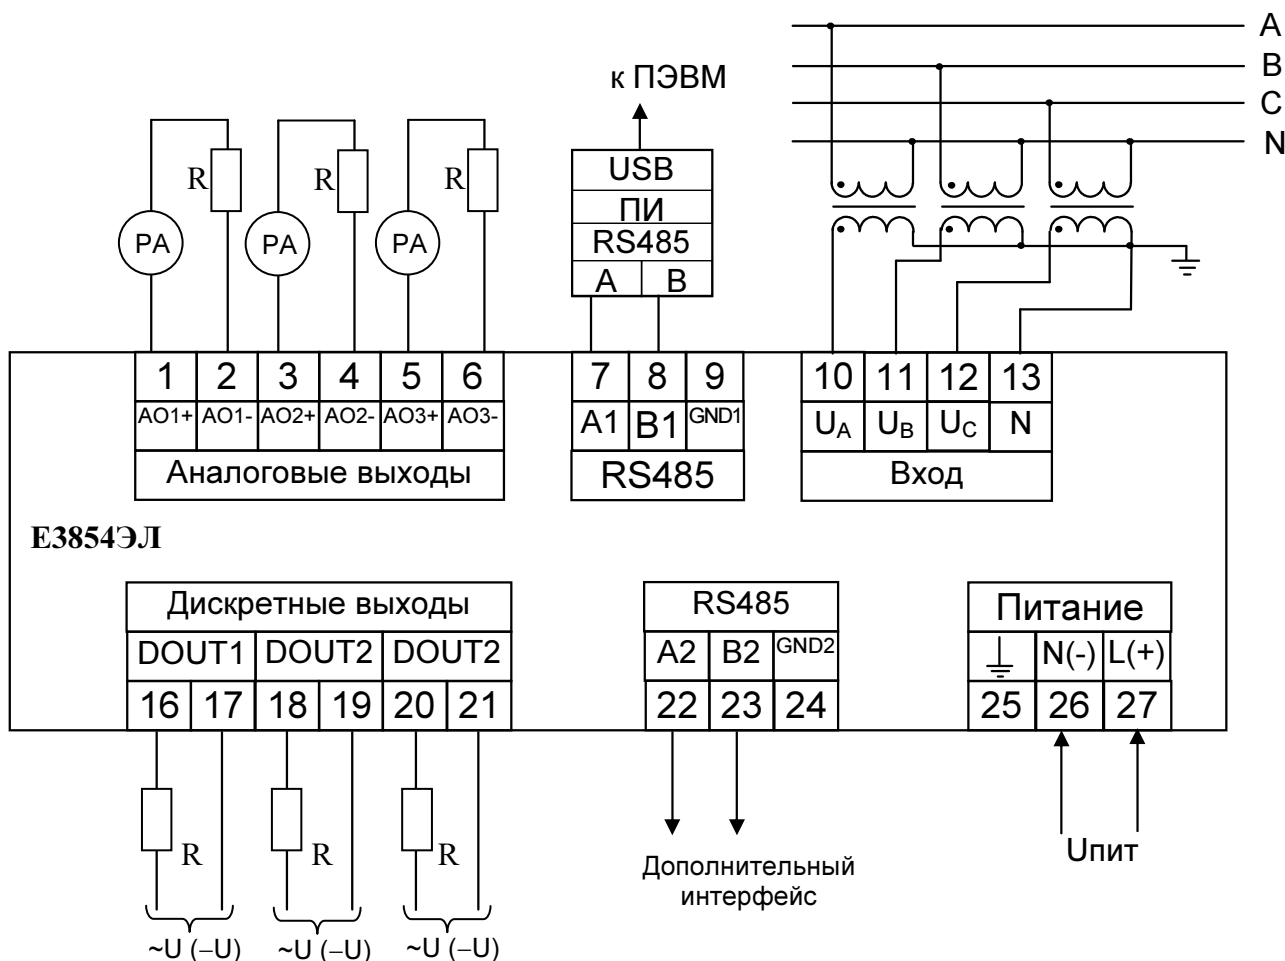 A
B
к ПЭВМ
C
N
USB
R R R
ПИ
PA PA PA
RS485
A B
1 2 3 4 5 6 7 8 9 10 11 12 13
AO1+ AO1- AO2+ AO2- AO3+ AO3- A1 B1 GND1 UA UB UC N
Аналоговые выходы RS485 Вход
Е3854ЭЛ
Дискретные выходы RS485 Питание
DOUT1 DOUT2 DOUT2 A2 B2 GND2 N(-) L(+)
16 17 18 19 20 21 22 23 24 25 26 27
R R R
Uпит
Дополнительный
интерфейс
~U (–U) ~U (–U) ~U (–U)